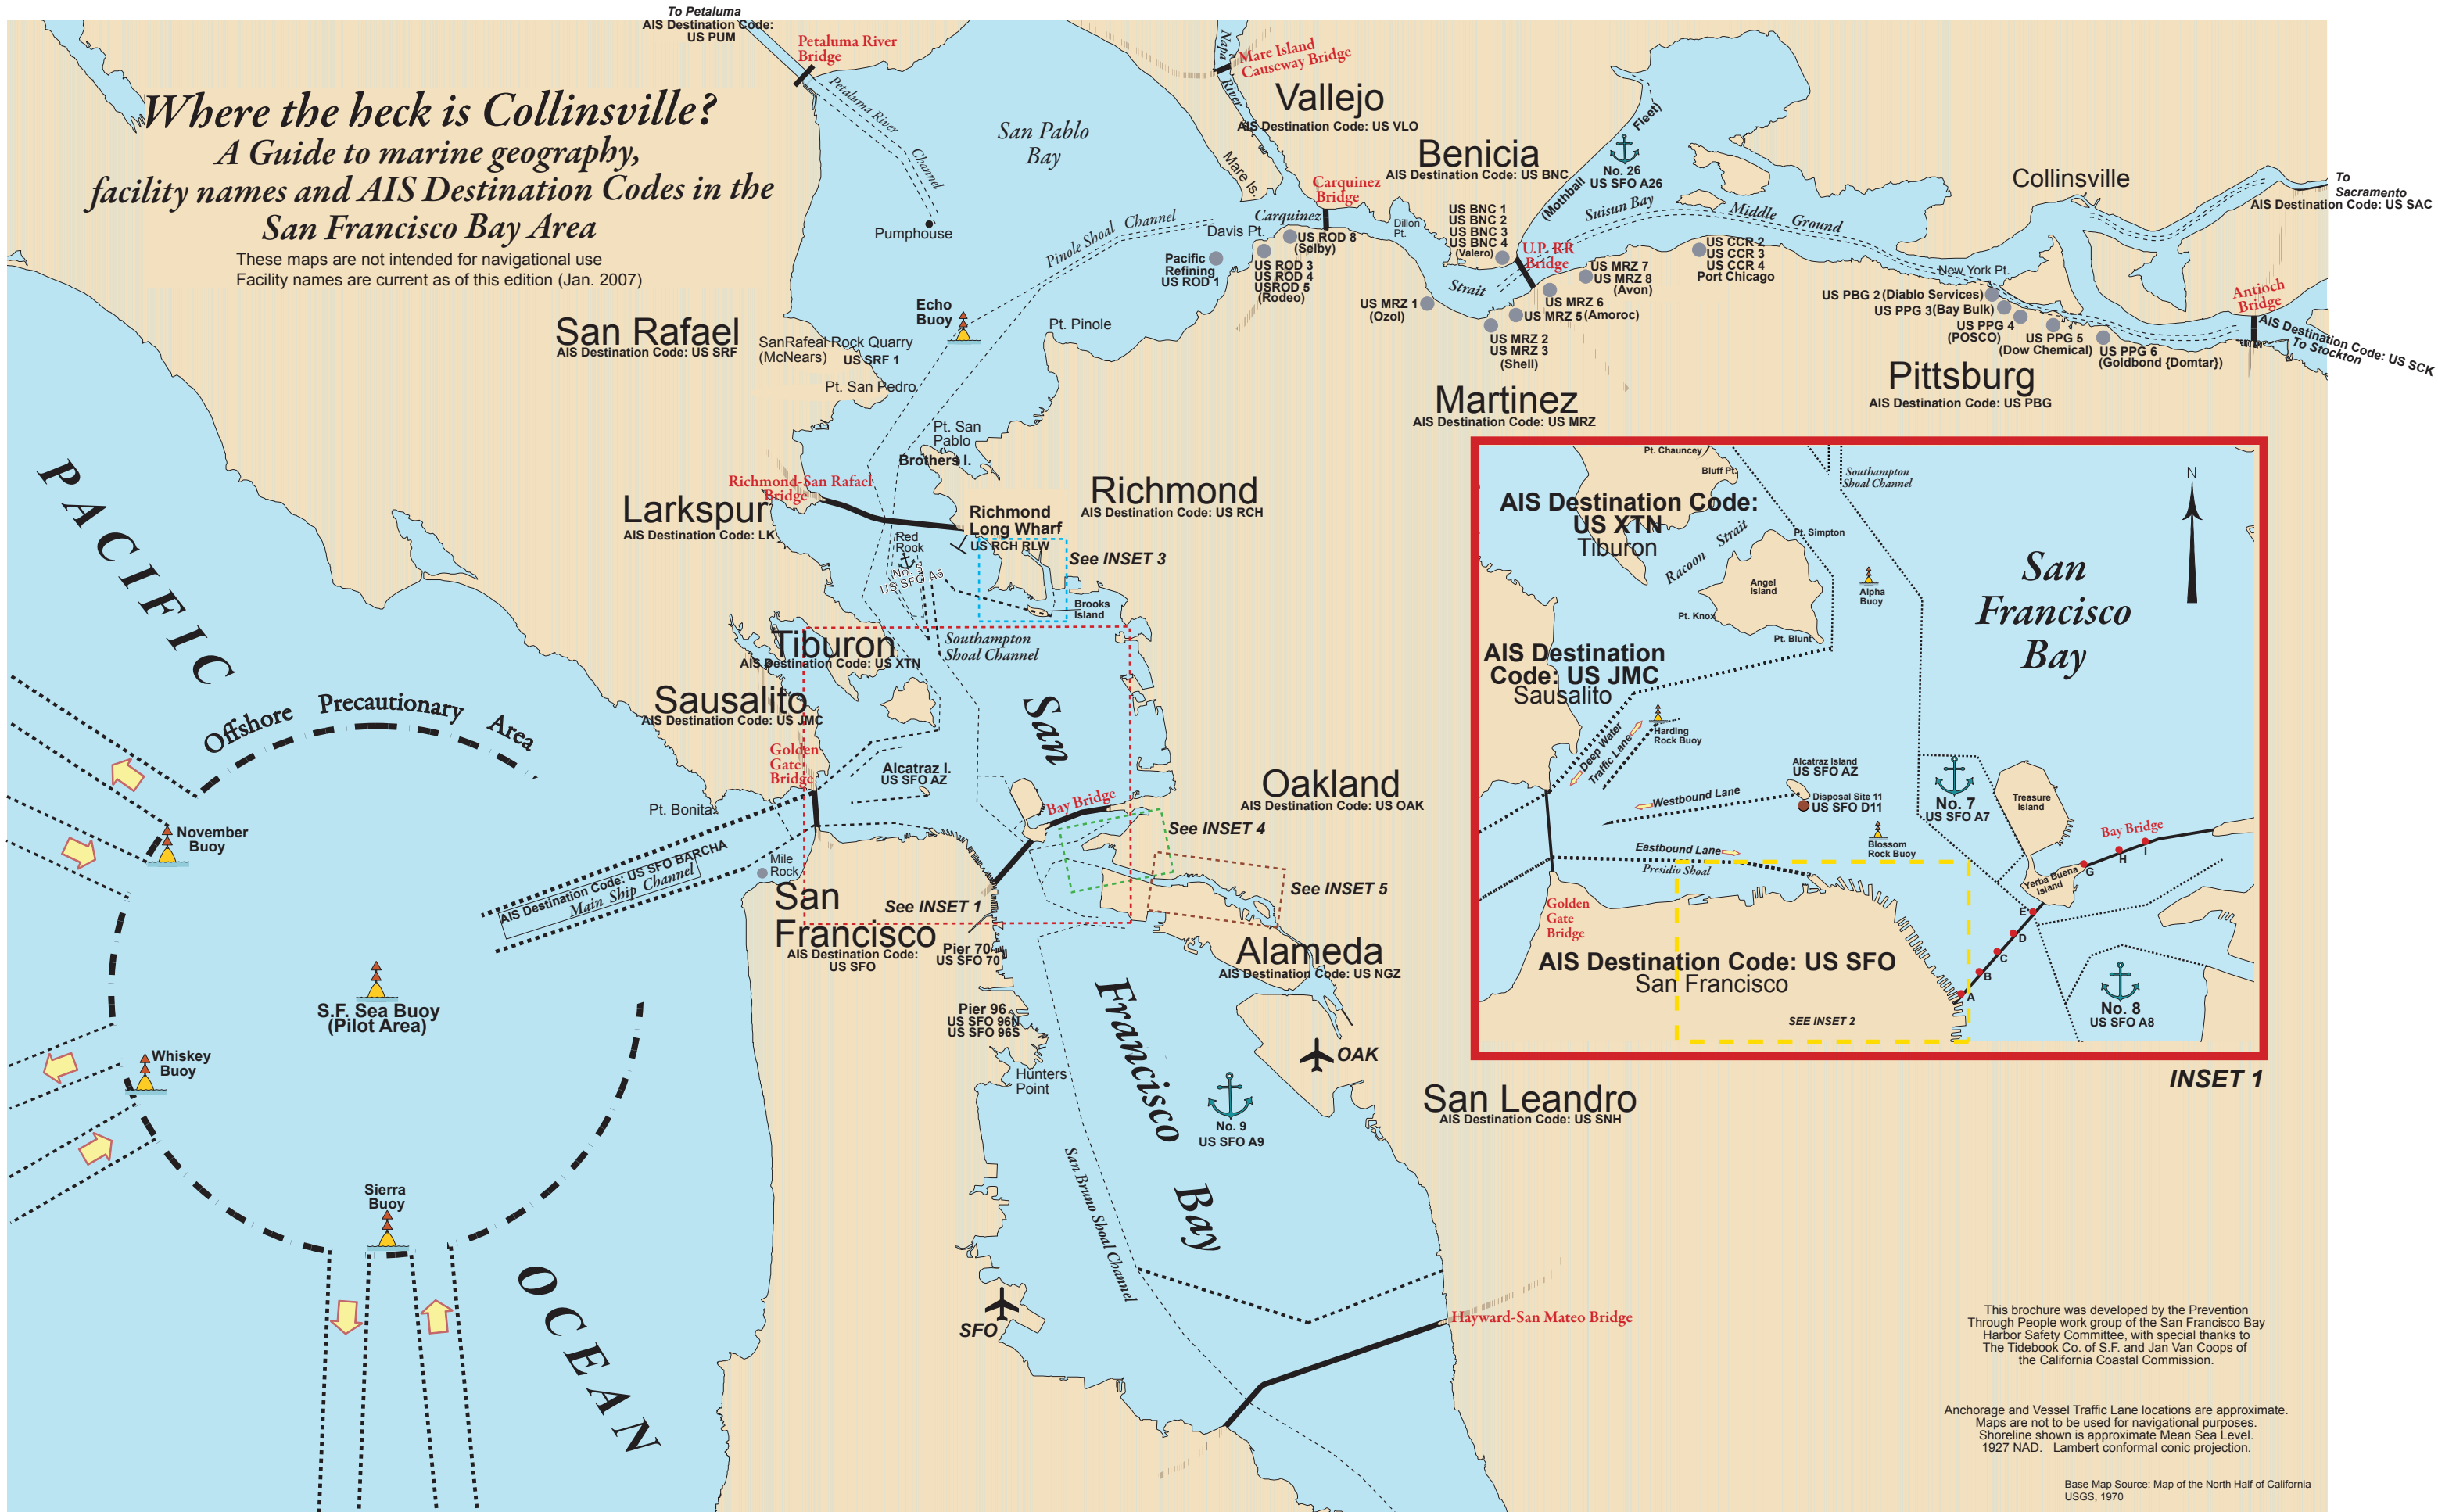 To Petaluma
AIS Destination Code:
US PUM
Petaluma River
Bridge
Where the heck is Collinsville?
A Guide to marine geography,
facility names and AIS Destination Codes in the
San Francisco Bay Area
These maps are not intended for navigational use
Facility names are current as of this edition (Jan. 2007)
Petaluma River
Channel
San Pablo
Bay
Pumphouse
Pinole Shoal Channel
Napa
River
Mare Island
Causeway Bridge
Vallejo
AIS Destination Code: US VLO
Mare Is.
Carquinez
Bridge
Carquinez
Strait
Davis Pt.
US ROD 8
(Selby)
Pacific
Refining
US ROD 1
US ROD 3
US ROD 4
USROD 5
(Rodeo)
Benicia
AIS Destination Code: US BNC
Dillon
Pt.
US BNC 1
US BNC 2
US BNC 3
US BNC 4
(Valero)
U.P. RR
Bridge
(Mothball Fleet)
No. 26
US SFO A26
Suisun Bay
Middle Ground
US MRZ 1
(Ozol)
US MRZ 2
US MRZ 3
(Shell)
US MRZ 6
US MRZ 5 (Amoroc)
US MRZ 7
US MRZ 8
(Avon)
US CCR 2
US CCR 3
US CCR 4
Port Chicago
Martinez
AIS Destination Code: US MRZ
Collinsville
To
Sacramento
AIS Destination Code: US SAC
New York Pt.
US PBG 2 (Diablo Services)
US PPG 3 (Bay Bulk)
US PPG 4
(POSCO)
US PPG 5
(Dow Chemical)
US PPG 6
(Goldbond {Domtar})
Antioch
Bridge
AIS Destination Code: US SCK
To Stockton
Pittsburg
AIS Destination Code: US PBG
Echo
Buoy
San Rafael
AIS Destination Code: US SRF
SanRafeal Rock Quarry
(McNears) US SRF 1
Pt. San Pedro
Pt. Pinole
Pt. San
Pablo
Brothers I.
Richmond-San Rafael
Bridge
Larkspur
AIS Destination Code: LK
Richmond
AIS Destination Code: US RCH
Richmond
Long Wharf
US RCH RLW
See INSET 3
Red
Rock
No. 5
US SFO A5
Brooks
Island
Tiburon
AIS Destination Code: US XTN
Southampton
Shoal Channel
Sausalito
AIS Destination Code: US JMC
Golden
Gate
Bridge
Alcatraz I.
US SFO AZ
Pt. Bonita
Mile
Rock
AIS Destination Code: US SFO BARCHA
Main Ship Channel
San
Francisco
AIS Destination Code:
US SFO
See INSET 1
Bay Bridge
Oakland
AIS Destination Code: US OAK
See INSET 4
See INSET 5
Alameda
AIS Destination Code: US NGZ
Pier 70
US SFO 70
Pier 96
US SFO 96N
US SFO 96S
Hunters
Point
San
Francisco
Bay
No. 9
US SFO A9
OAK
San Leandro
AIS Destination Code: US SNH
San Bruno Shoal Channel
SFO
Hayward-San Mateo Bridge
PACIFIC
OCEAN
Offshore Precautionary Area
November
Buoy
S.F. Sea Buoy
(Pilot Area)
Whiskey
Buoy
Sierra
Buoy
Pt. Chauncey
Bluff Pt.
Southampton
Shoal Channel
N
AIS Destination Code:
US XTN
Tiburon
Racoon Strait
Pt. Simpton
Angel
Island
Alpha
Buoy
Pt. Knox
Pt. Blunt
San
Francisco
Bay
AIS Destination
Code: US JMC
Sausalito
Harding
Rock Buoy
Deep Water
Traffic Lane
Alcatraz Island
US SFO AZ
Disposal Site 11
US SFO D11
Westbound Lane
Blossom
Rock Buoy
Eastbound Lane
Presidio Shoal
No. 7
US SFO A7
Treasure
Island
Bay Bridge
Yerba Buena
Island
I
H
G
E
D
C
B
A
Golden
Gate
Bridge
AIS Destination Code: US SFO
San Francisco
SEE INSET 2
No. 8
US SFO A8
INSET 1
This brochure was developed by the Prevention
Through People work group of the San Francisco Bay
Harbor Safety Committee, with special thanks to
The Tidebook Co. of S.F. and Jan Van Coops of
the California Coastal Commission.
Anchorage and Vessel Traffic Lane locations are approximate.
Maps are not to be used for navigational purposes.
Shoreline shown is approximate Mean Sea Level.
1927 NAD. Lambert conformal conic projection.
Base Map Source: Map of the North Half of California
USGS, 1970